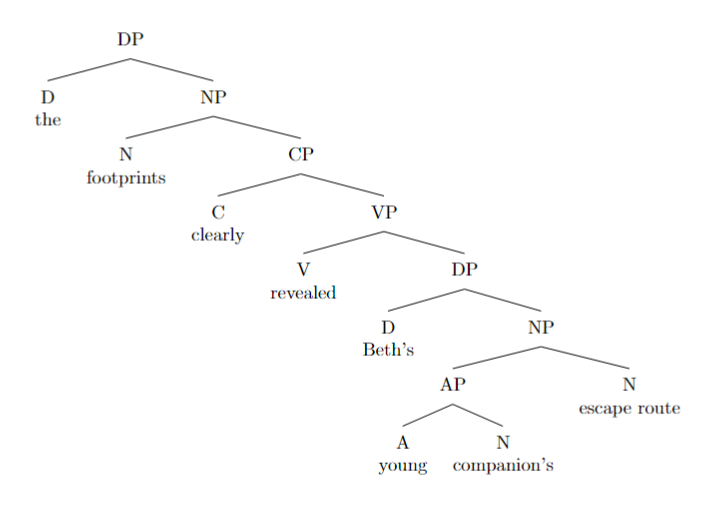 DP
D NP
the
N CP
footprints
C VP
clearly
V DP
revealed
D NP
Beth's
AP N
escape route
A N
young companion's